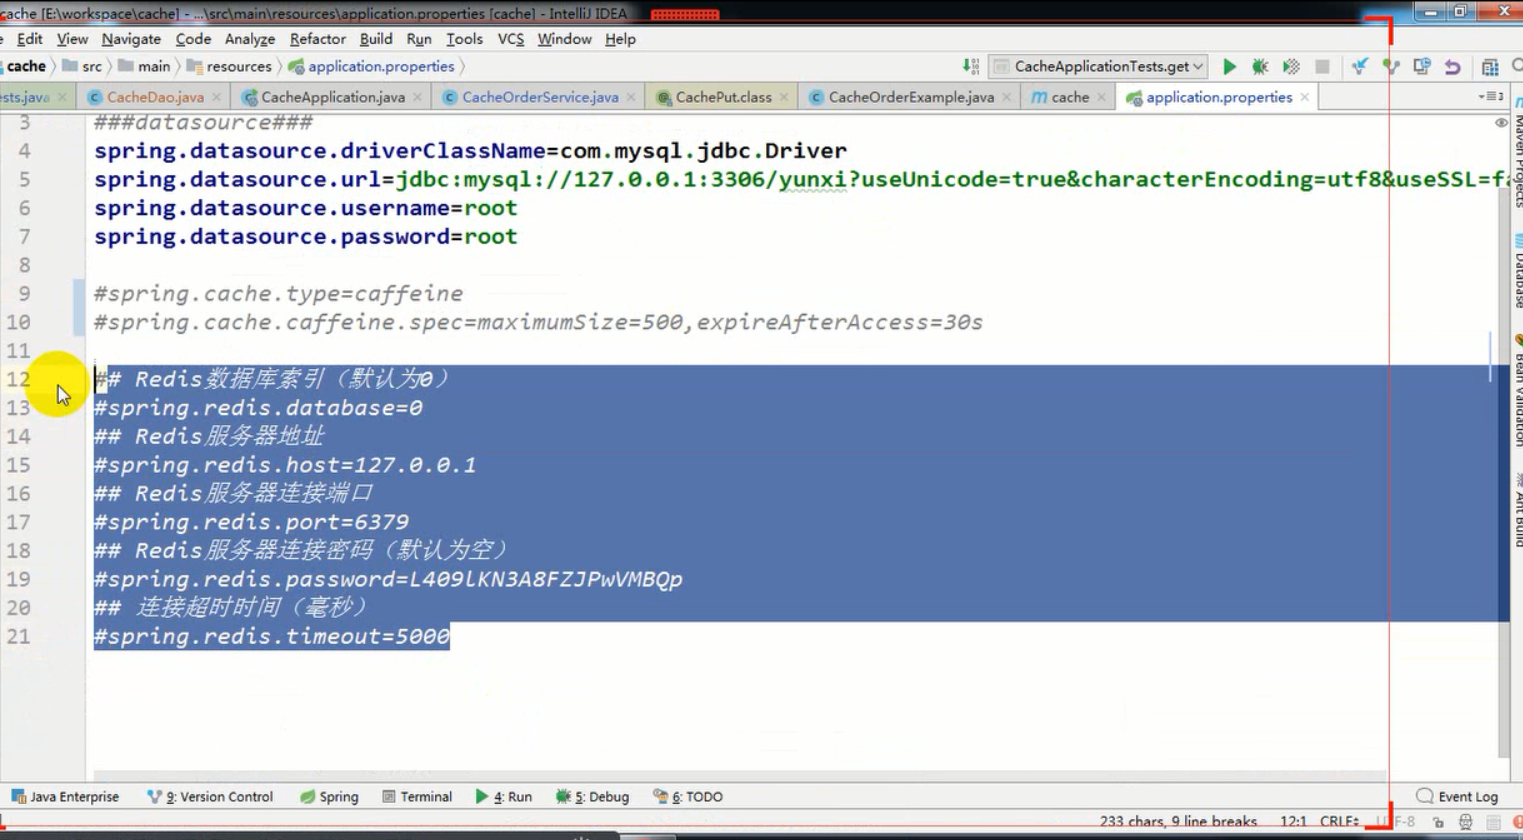 cache [E:\workspace\cache] - ...\src\main\resources\application.properties [cache] - IntelliJ IDEA
Edit View Navigate Code Analyze Refactor Build Run Tools VCS Window Help
cache src main resources application.properties CacheApplicationTests.get
ests.java CacheDao.java CacheApplication.java CacheOrderService.java CachePut.class CacheOrderExample.java cache application.properties
3 ###datasource###
4 spring.datasource.driverClassName=com.mysql.jdbc.Driver
5 spring.datasource.url=jdbc:mysql://127.0.0.1:3306/yunxi?useUnicode=true&characterEncoding=utf8&useSSL=fa
6 spring.datasource.username=root
7 spring.datasource.password=root
8
9 #spring.cache.type=caffeine
10 #spring.cache.caffeine.spec=maximumSize=500,expireAfterAccess=30s
11
12 ## Redis数据库索引（默认为0）
13 #spring.redis.database=0
14 ## Redis服务器地址
15 #spring.redis.host=127.0.0.1
16 ## Redis服务器连接端口
17 #spring.redis.port=6379
18 ## Redis服务器连接密码（默认为空）
19 #spring.redis.password=L409lKN3A8FZJPwVMBQp
20 ## 连接超时时间（毫秒）
21 #spring.redis.timeout=5000
Maven Projects
Database
Bean Validation
Ant Build
Java Enterprise 9: Version Control Spring Terminal 4: Run 5: Debug 6: TODO Event Log
233 chars, 9 line breaks 12:1 CRLF UTF-8